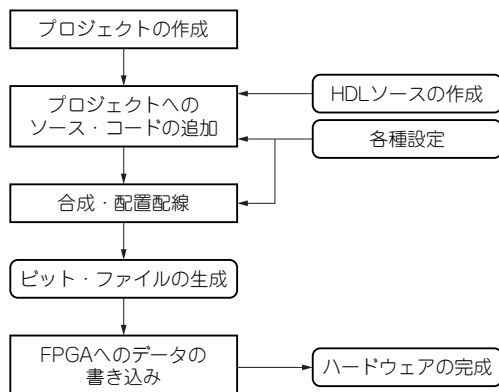 プロジェクトの作成
プロジェクトへの
ソース・コードの追加
HDLソースの作成
各種設定
合成・配置配線
ビット・ファイルの生成
FPGAへのデータの
書き込み
ハードウェアの完成